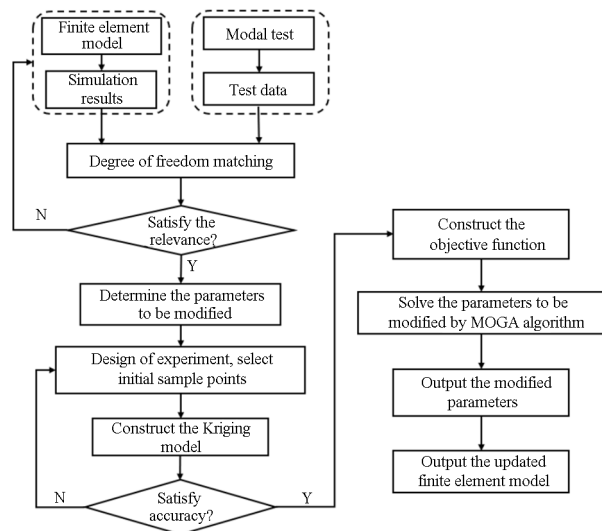 Finite element
model
Simulation
results
Modal test
Test data
Degree of freedom matching
N
Satisfy the
relevance?
Y
Determine the parameters
to be modified
Design of experiment, select
initial sample points
Construct the Kriging
model
N
Satisfy
accuracy?
Y
Construct the
objective function
Solve the parameters to be
modified by MOGA algorithm
Output the modified
parameters
Output the updated
finite element model